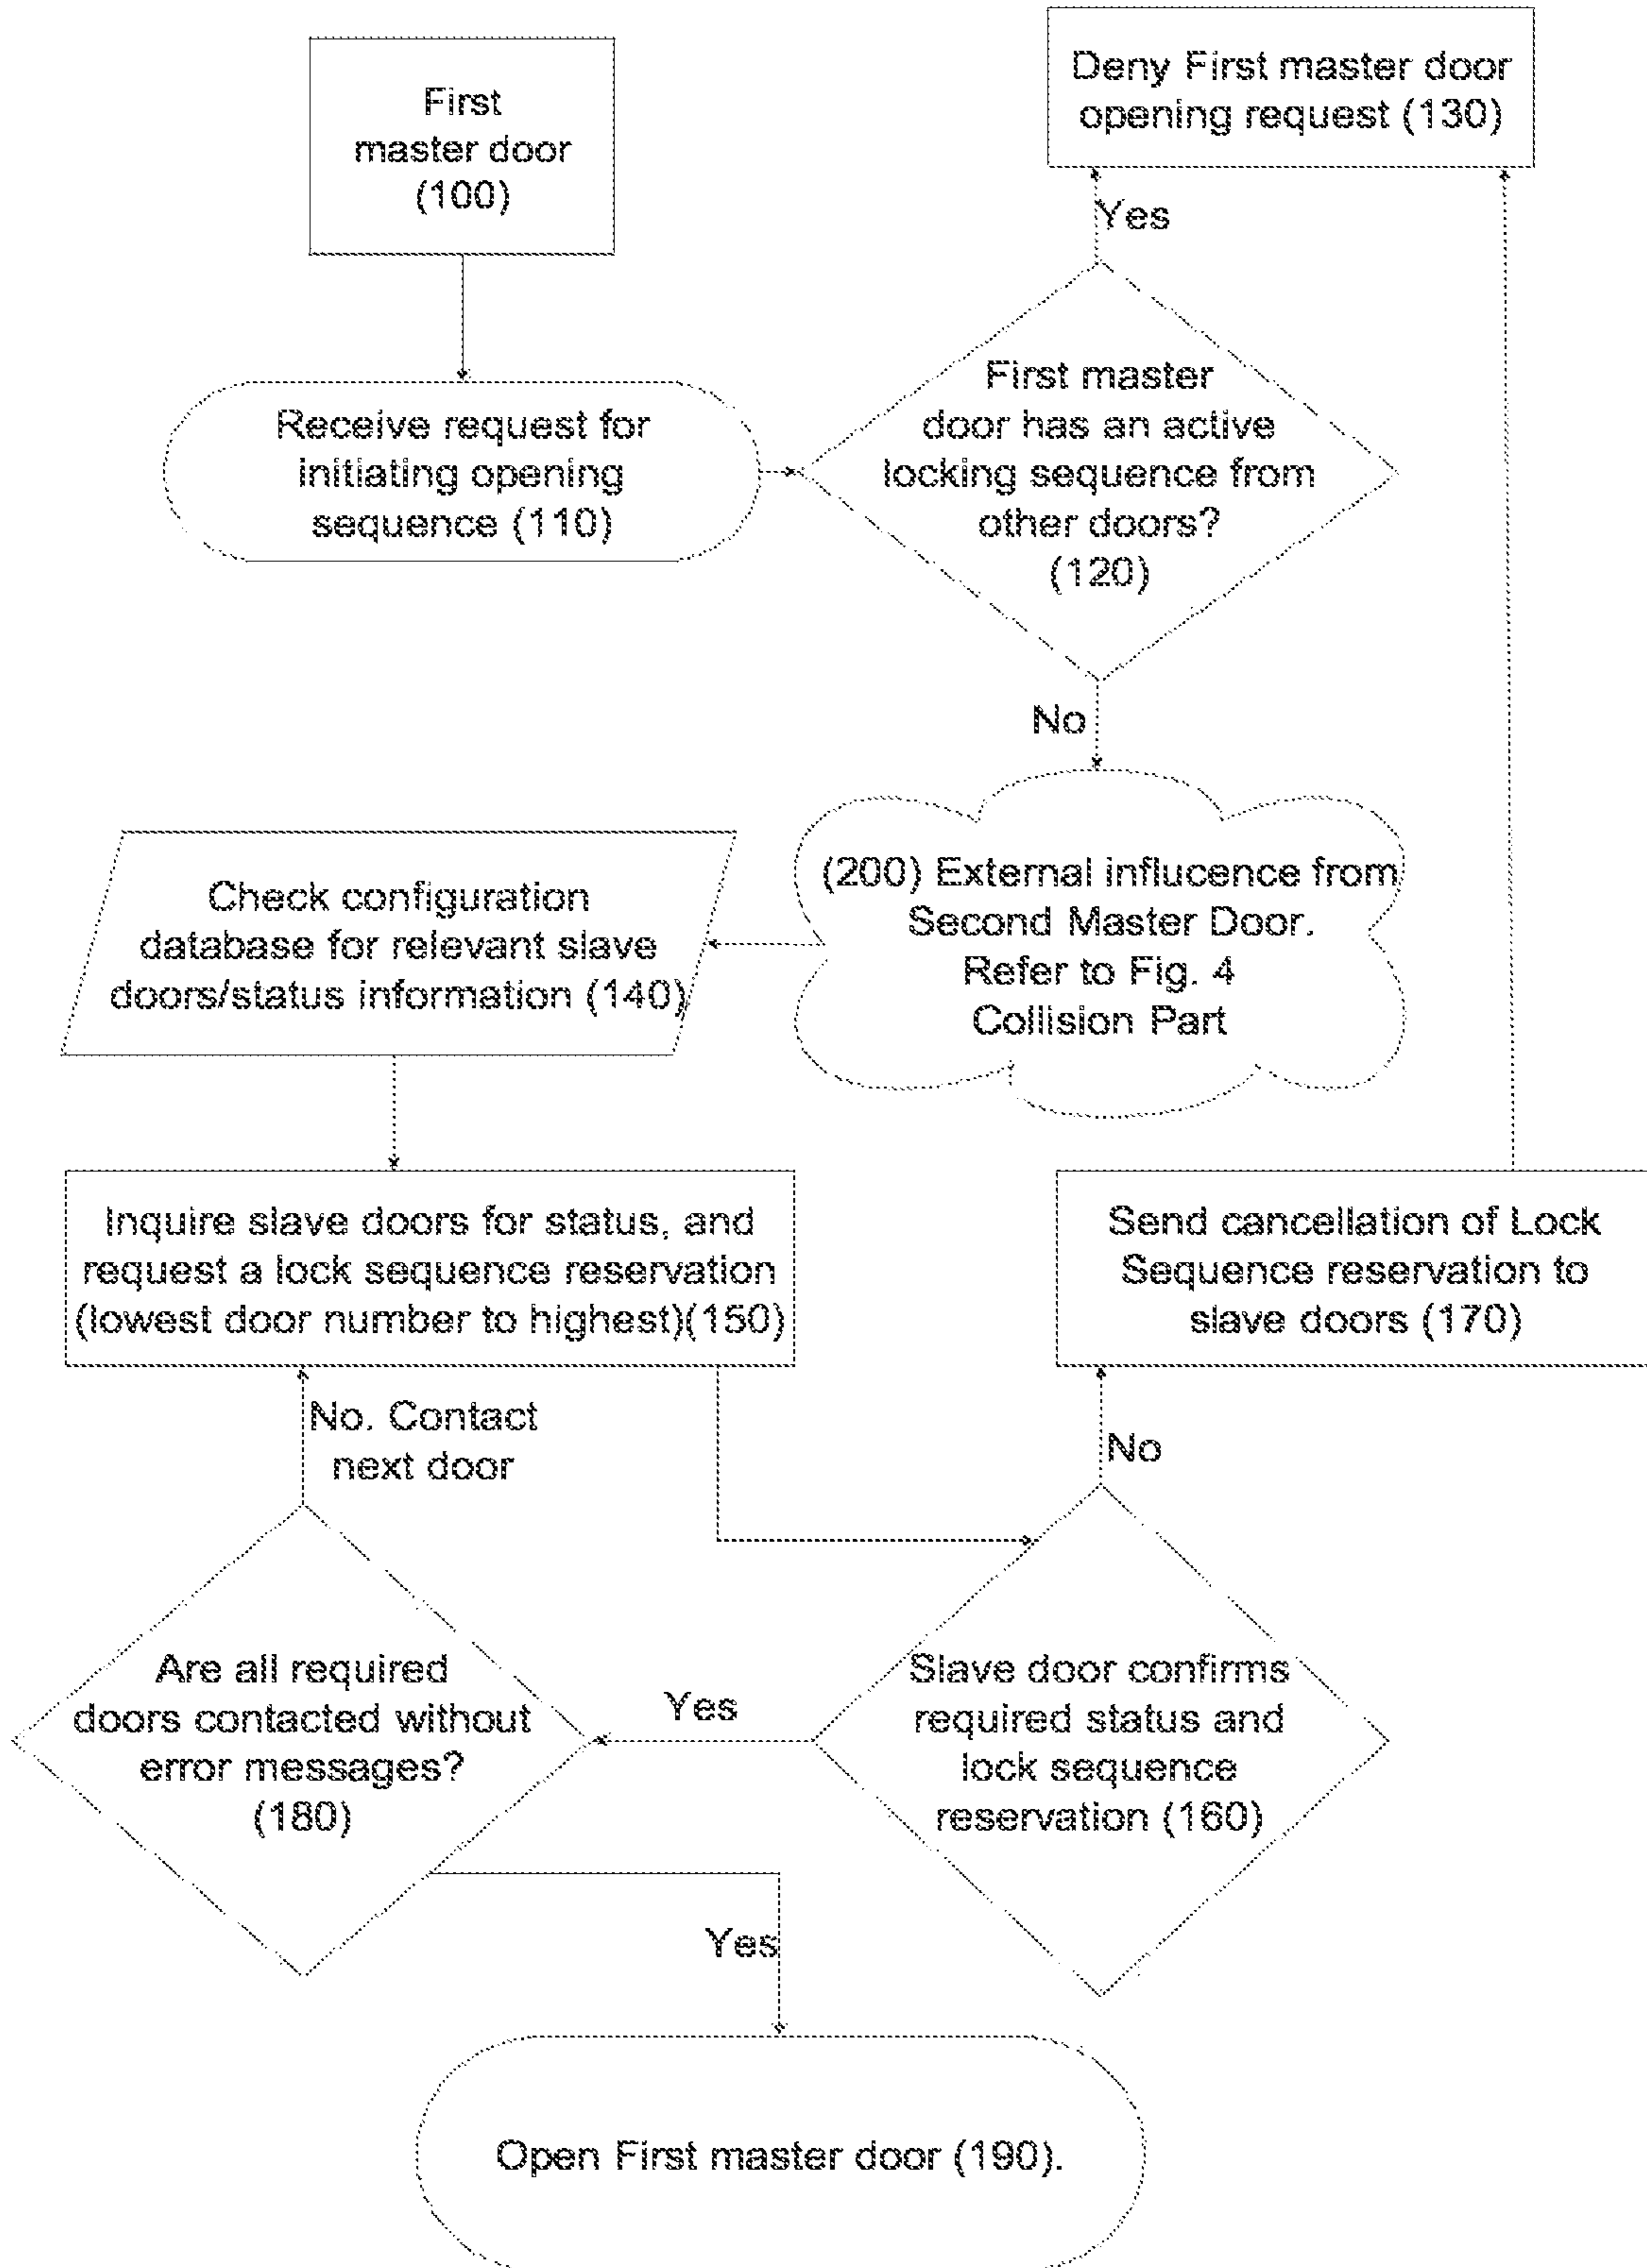 First
master door
(100)
Deny First master door
opening request (130)
Yes
Receive request for
initiating opening
sequence (110)
First master
door has an active
locking sequence from
other doors?
(120)
No
(200) External influcence from
Second Master Door.
Refer to Fig. 4
Collision Part
Check configuration
database for relevant slave
doors/status information (140)
Inquire slave doors for status, and
request a lock sequence reservation
(lowest door number to highest)(150)
Send cancellation of Lock
Sequence reservation to
slave doors (170)
No. Contact
next door
No
Are all required
doors contacted without
error messages?
(180)
Yes
Slave door confirms
required status and
lock sequence
reservation (160)
Yes
Open First master door (190).